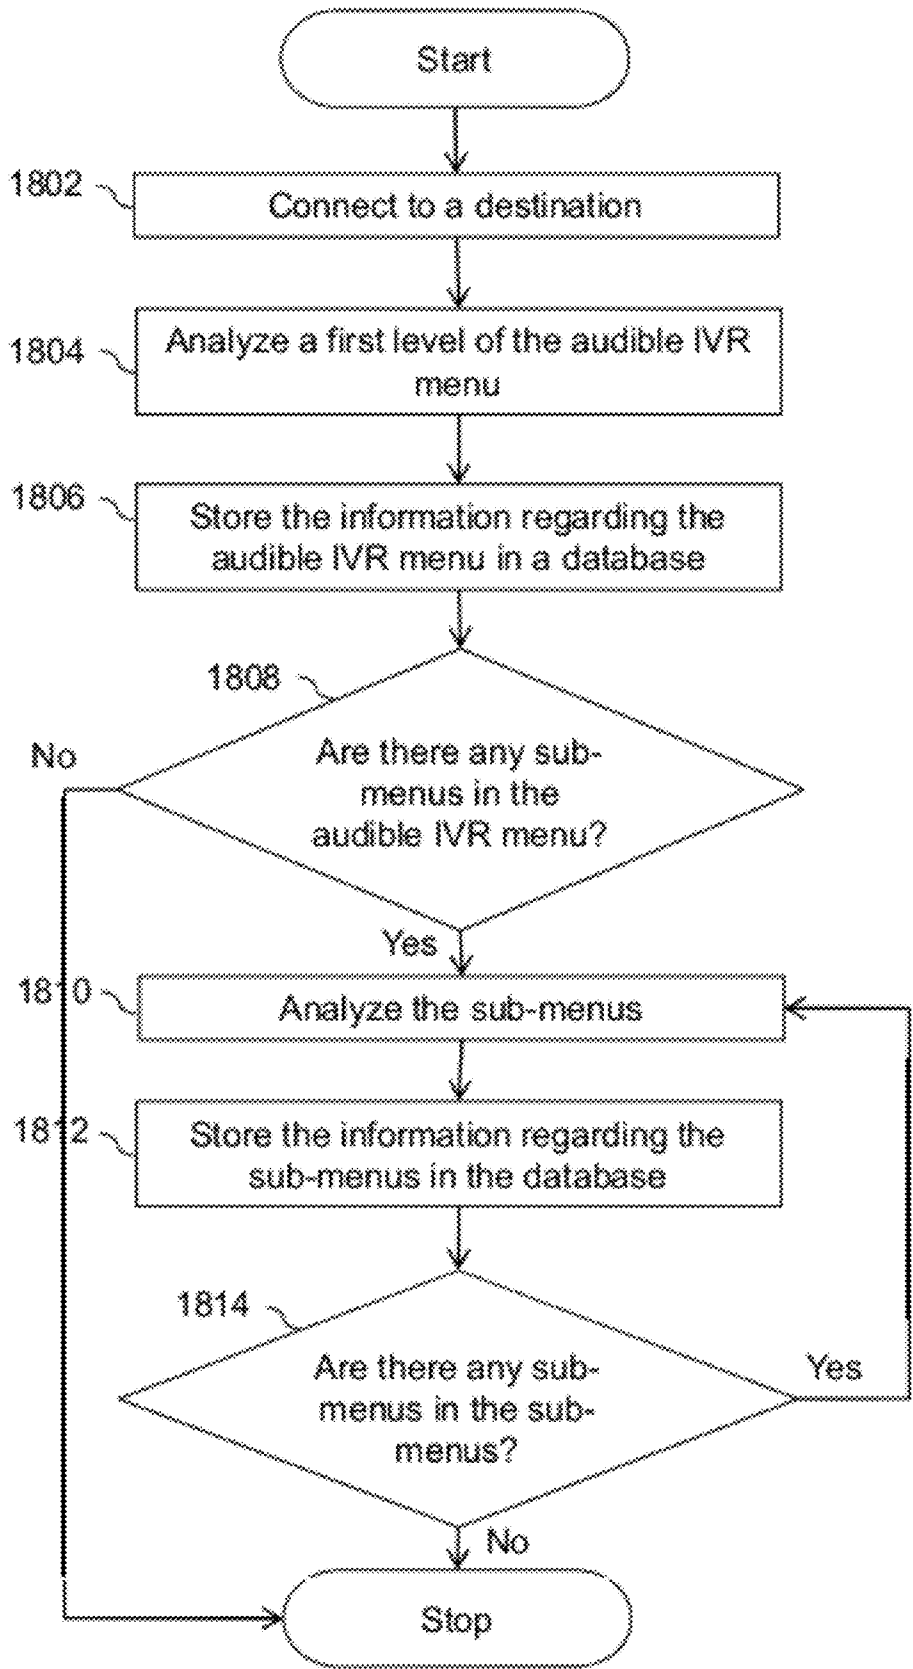 Start
1802
Connect to a destination
1804
Analyze a first level of the audible IVR
menu
1806
Store the information regarding the
audible IVR menu in a database
1808
No
Are there any sub-
menus in the
audible IVR menu?
Yes
1810
Analyze the sub-menus
1812
Store the information regarding the
sub-menus in the database
1814
Are there any sub-
menus in the sub-
menus?
Yes
No
Stop